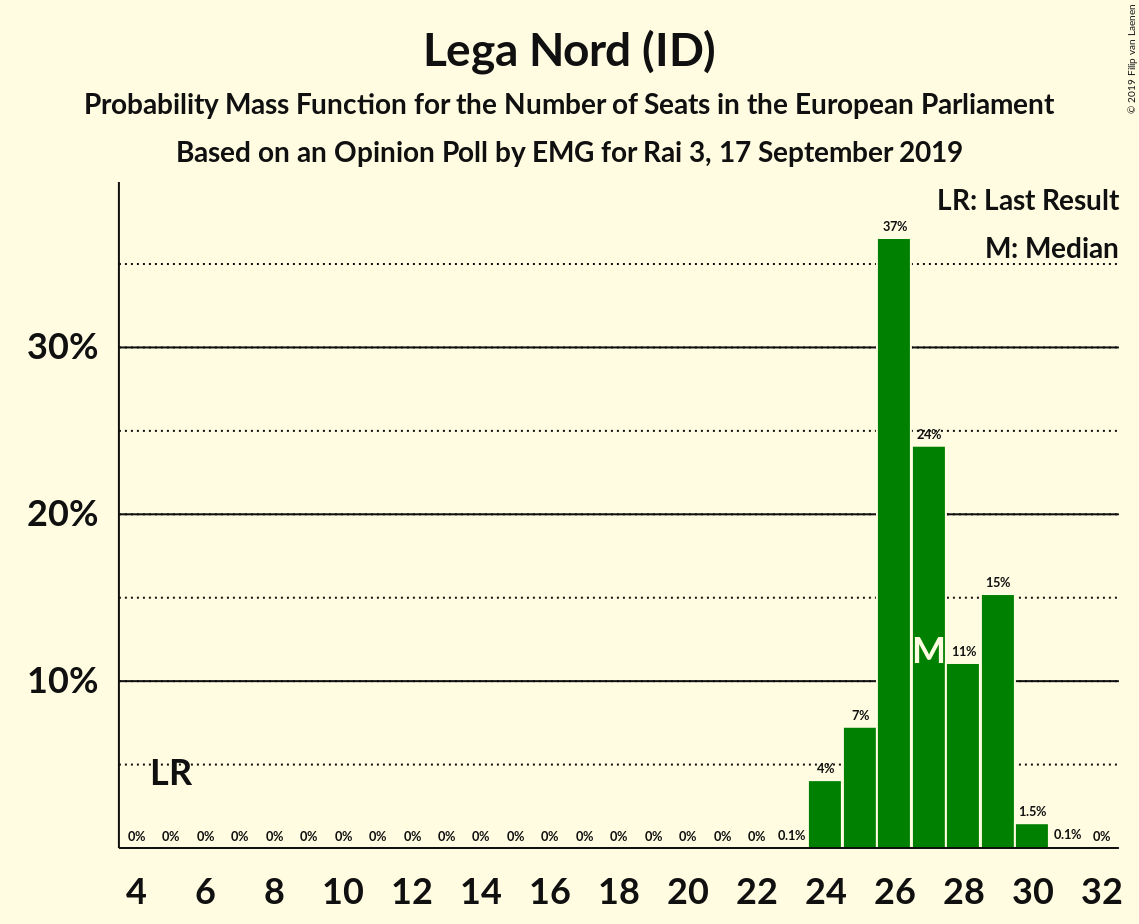 Lega Nord (ID)
Probability Mass Function for the Number of Seats in the European Parliament
Based on an Opinion Poll by EMG for Rai 3, 17 September 2019
© 2019 Filip van Laenen
LR: Last Result
M: Median
30%
20%
10%
LR
M
0% 0% 0% 0% 0% 0% 0% 0% 0% 0% 0% 0% 0% 0% 0% 0% 0% 0% 0% 0.1% 4% 7% 37% 24% 11% 15% 1.5% 0.1% 0%
4 6 8 10 12 14 16 18 20 22 24 26 28 30 32